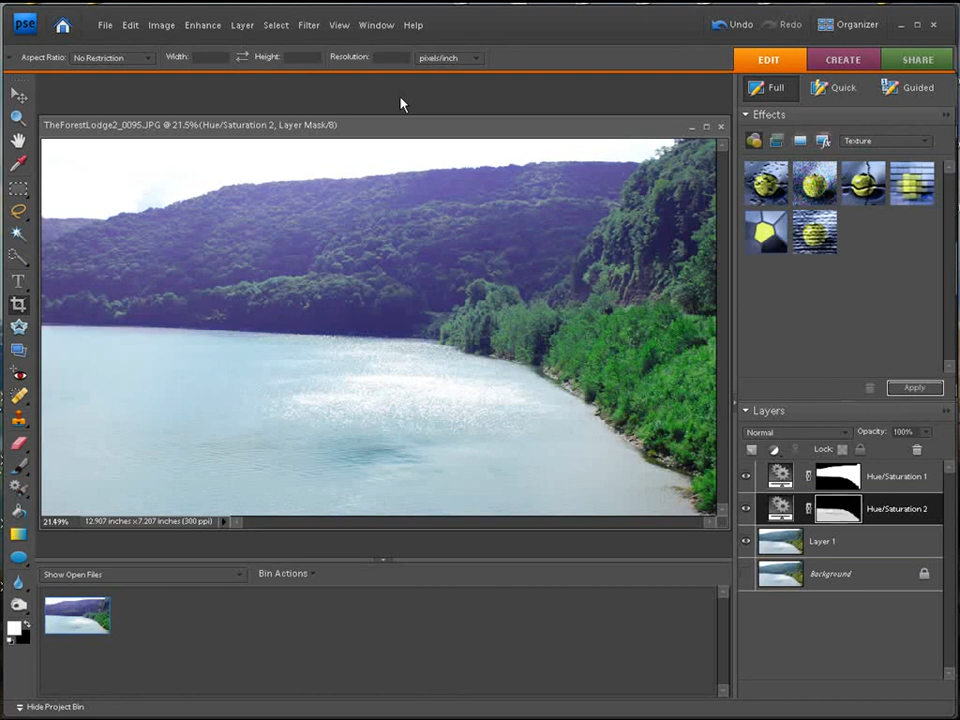 pse File Edit Image Enhance Layer Select Filter View Window Help Undo Redo Organizer
Aspect Ratio: No Restriction Width: Height: Resolution: pixels/inch EDIT CREATE SHARE
Full Quick Guided
Effects
TheForestLodge2_0095.JPG @ 21.5%(Hue/Saturation 2, Layer Mask/8)
Texture
Apply
Layers
Normal Opacity: 100%
Lock:
Hue/Saturation 1
Hue/Saturation 2
Layer 1
Background
21.49% 12.907 inches x7.207 inches (300 ppi)
Show Open Files Bin Actions
Hide Project Bin